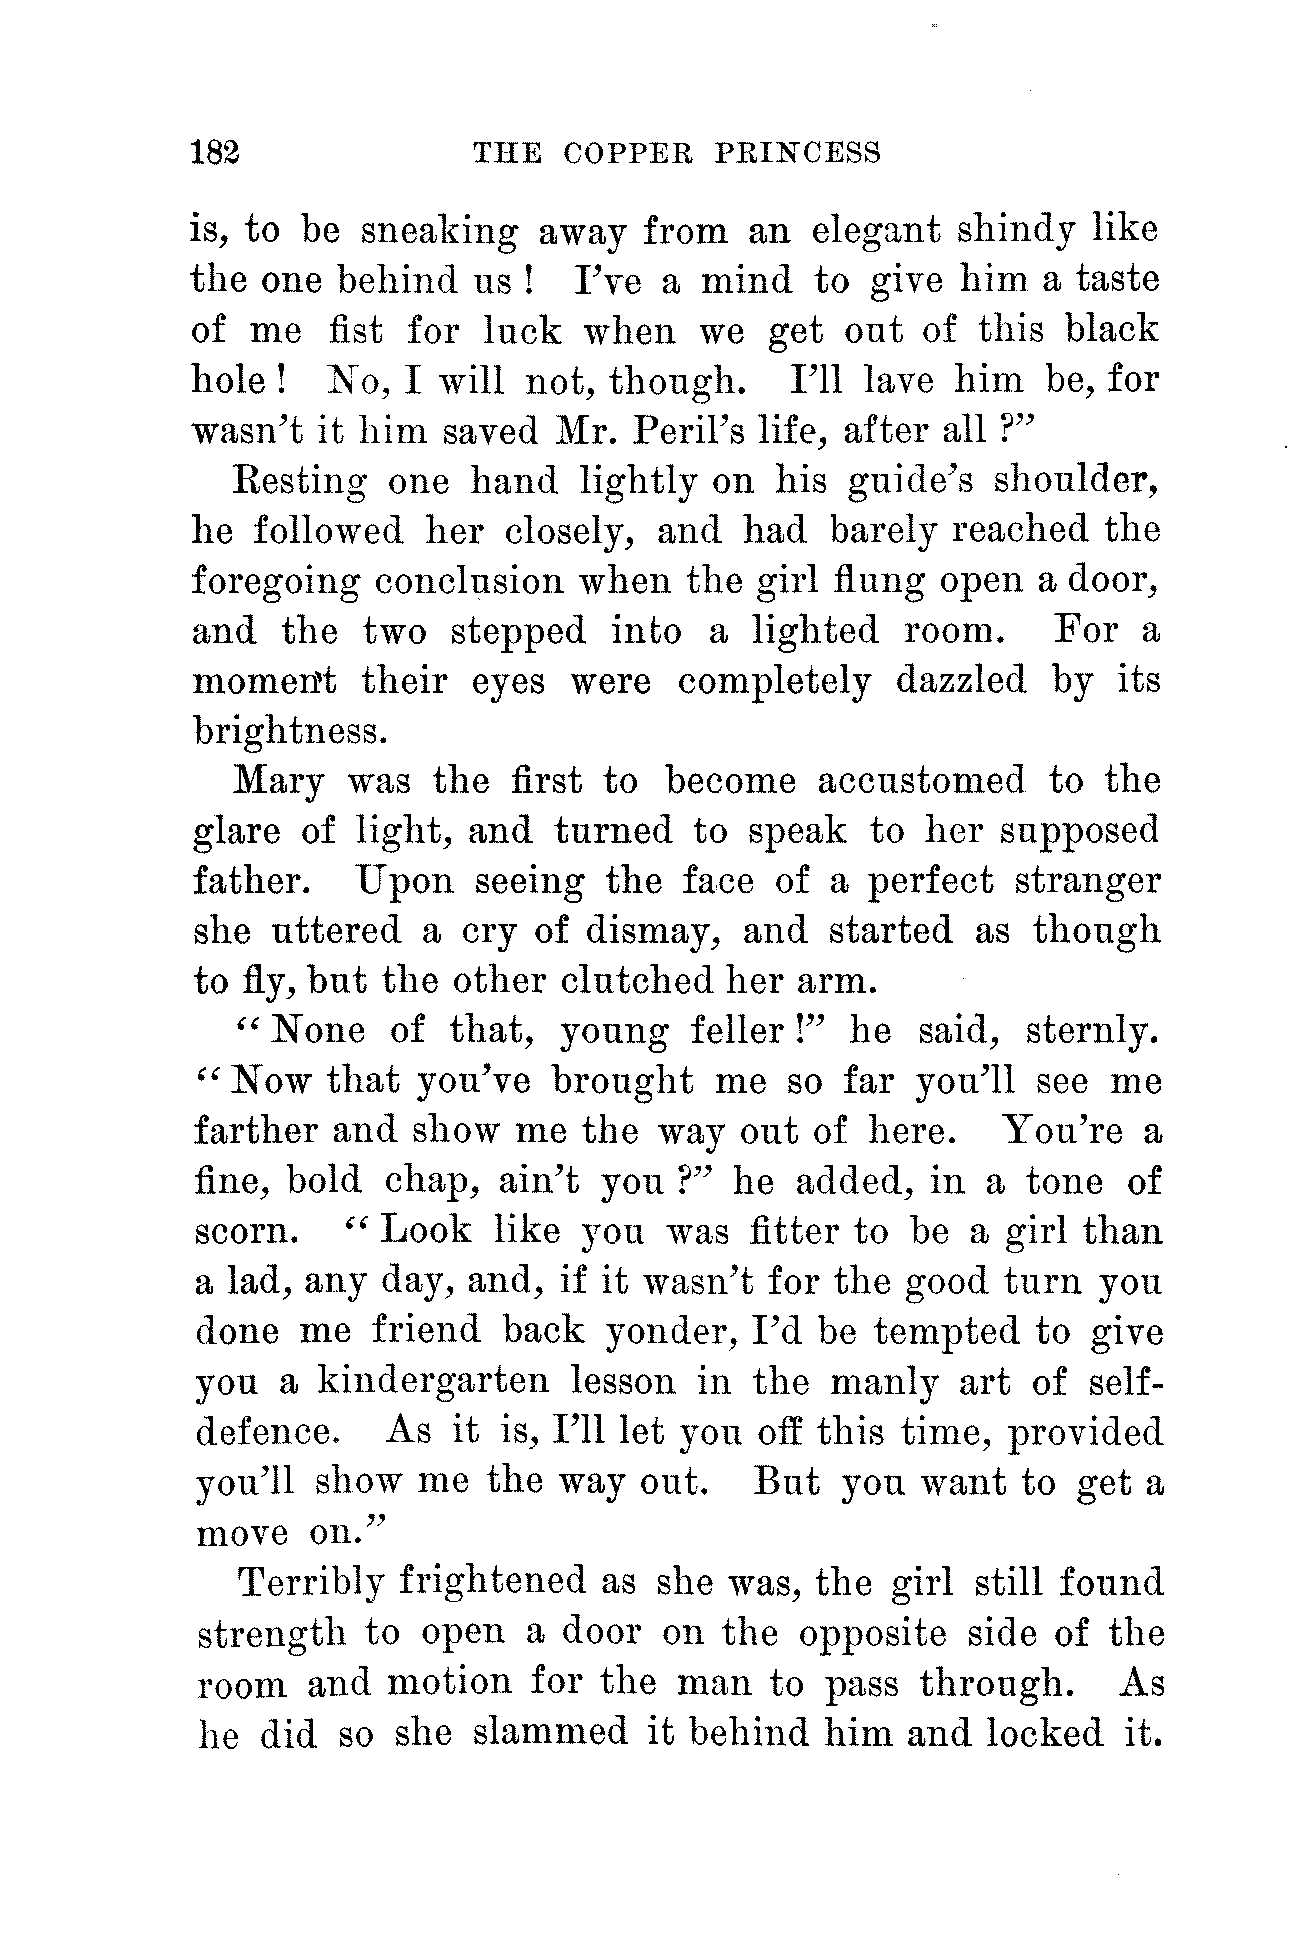 182 THE COPPER PRINCESS
is, to be sneaking away from an elegant shindy like
the one behind us! I've a mind to give him a taste
of me fist for luck when we get out of this black
hole! No, I will not, though. I'll lave him be, for
wasn't it him saved Mr. Peril's life, after all?"
Resting one hand lightly on his guide's shoulder,
he followed her closely, and had barely reached the
foregoing conclusion when the girl flung open a door,
and the two stepped into a lighted room. For a
moment their eyes were completely dazzled by its
brightness.
Mary was the first to become accustomed to the
glare of light, and turned to speak to her supposed
father. Upon seeing the face of a perfect stranger
she uttered a cry of dismay, and started as though
to fly, but the other clutched her arm.
"None of that, young feller!" he said, sternly.
"Now that you've brought me so far you'll see me
farther and show me the way out of here. You're a
fine, bold chap, ain't you?" he added, in a tone of
scorn. "Look like you was fitter to be a girl than
a lad, any day, and, if it wasn't for the good turn you
done me friend back yonder, I'd be tempted to give
you a kindergarten lesson in the manly art of self-
defence. As it is, I'll let you off this time, provided
you'll show me the way out. But you want to get a
move on."
Terribly frightened as she was, the girl still found
strength to open a door on the opposite side of the
room and motion for the man to pass through. As
he did so she slammed it behind him and locked it.